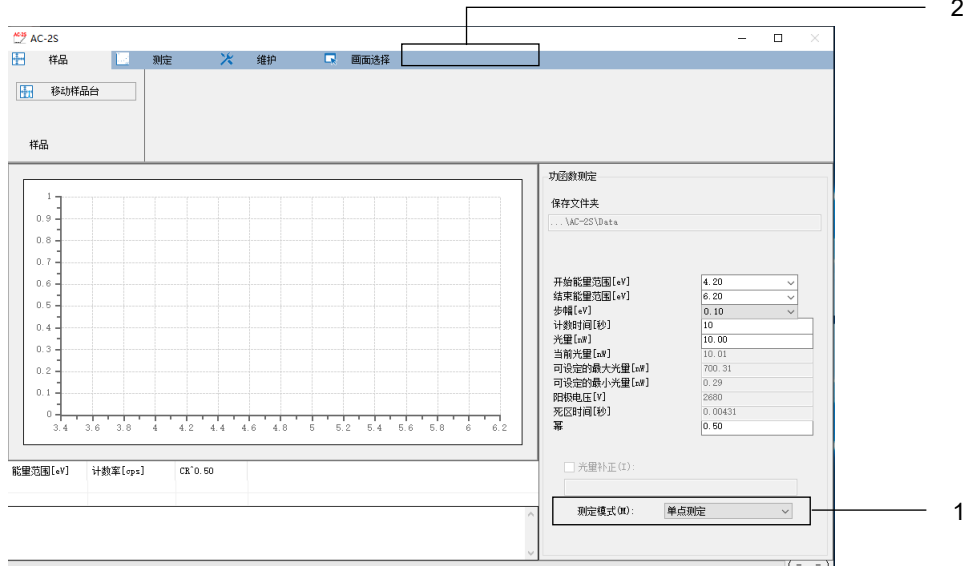 2
AC-2S AC-2S
样品 测定 维护 画面选择
移动样品台
样品
功函数测定
保存文件夹
...\AC-2S\Data
1
0.9
0.8
0.7
0.6
0.5
0.4
0.3
0.2
0.1
0
3.4 3.6 3.8 4 4.2 4.4 4.6 4.8 5 5.2 5.4 5.6 5.8 6 6.2
开始能量范围[eV] 4.20
结束能量范围[eV] 6.20
步幅[eV] 0.10
计数时间[秒] 10
光量[nW] 10.00
当前光量[nW] 10.01
可设定的最大光量[nW] 700.31
可设定的最小光量[nW] 0.29
阳极电压[V] 2680
死区时间[秒] 0.00431
幂 0.50
能量范围[eV] 计数率[cps] CR^0.50
光量补正(I):
测定模式(M): 单点测定
1